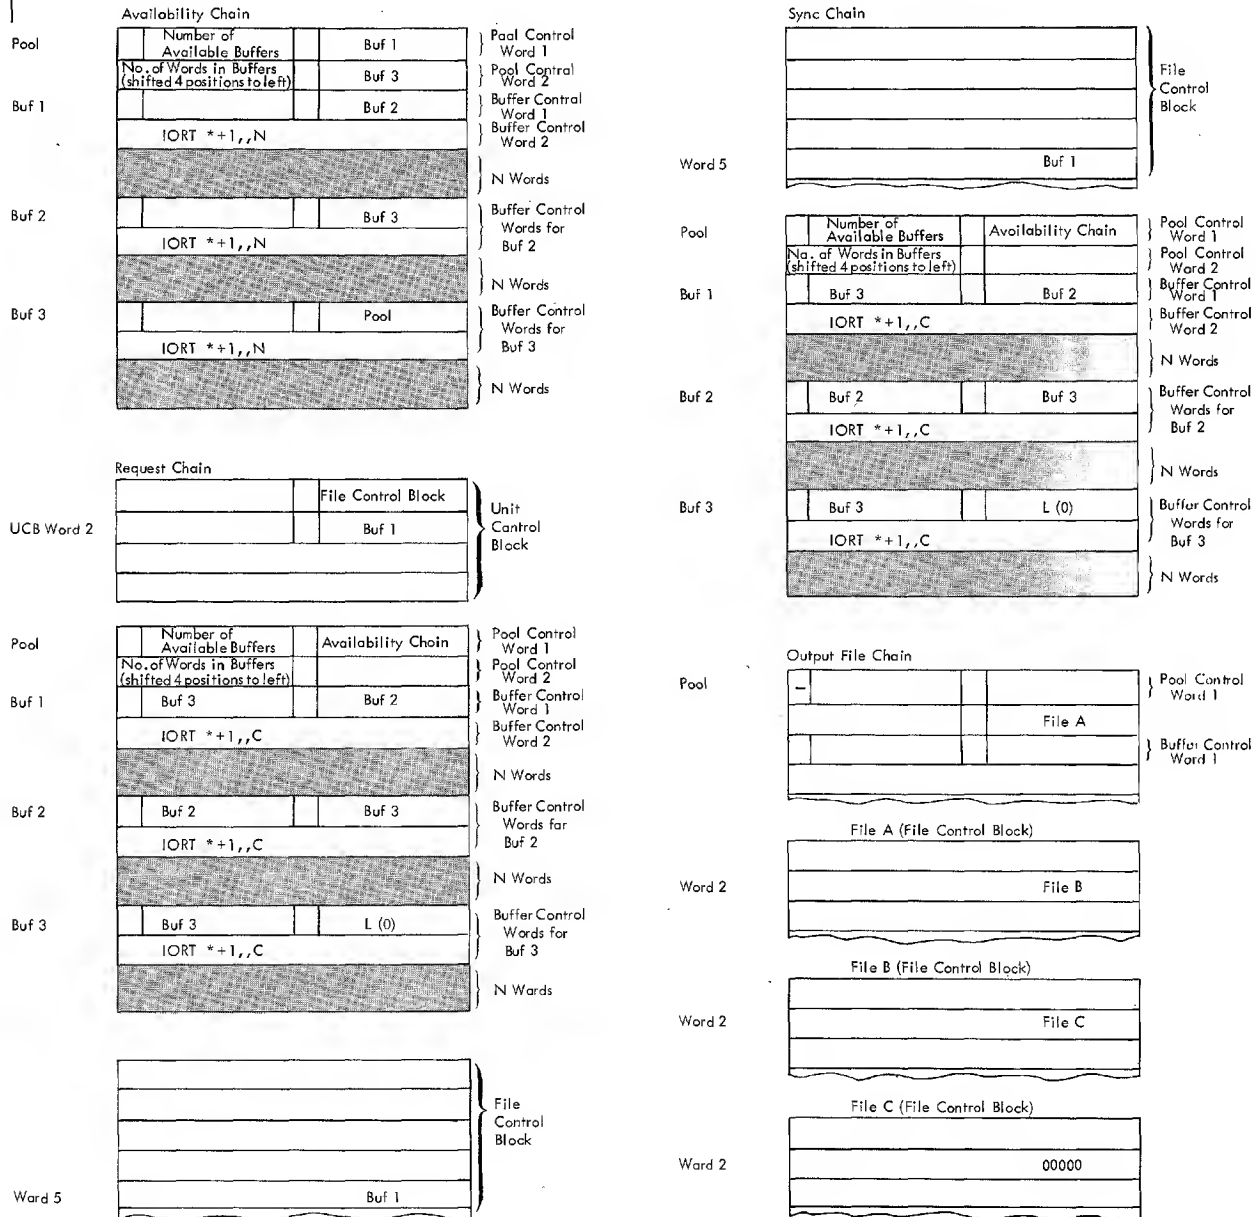 Availability Chain
Pool
Number of
Available Buffers
Buf 1
Paal Control
Word 1
No. of Words in Buffers
(shifted 4 positions to left)
Buf 3
Pool Contral
Word 2
Buf 1
Buf 2
Buffer Contral
Word 1
IORT *+1,,N
Buffer Control
Word 2
N Words
Buf 2
Buf 3
Buffer Control
Words for
Buf 2
IORT *+1,,N
N Words
Buf 3
Pool
Buffer Control
Words for
Buf 3
IORT *+1,,N
N Words
Request Chain
File Control Block
UCB Word 2
Buf 1
Unit
Cantrol
Block
Pool
Number of
Available Buffers
Availability Choin
Pool Control
Word 1
No. of Words in Buffers
(shifted 4 positions to left)
Pool Control
Word 2
Buf 1
Buf 3
Buf 2
Buffer Control
Word 1
IORT *+1,,C
Buffer Control
Word 2
N Words
Buf 2
Buf 2
Buf 3
Buffer Control
Words far
Buf 2
IORT *+1,,C
N Words
Buf 3
Buf 3
L (0)
Buffer Control
Words for
Buf 3
IORT *+1,,C
N Wards
File
Control
Block
Ward 5
Buf 1
Sync Chain
File
Control
Block
Word 5
Buf 1
Pool
Number of
Available Buffers
Avoilability Chain
Pool Control
Word 1
Na. af Words in Buffers
(shifted 4 positions to left)
Pool Control
Word 2
Buf 1
Buf 3
Buf 2
Buffer Control
Word 1
IORT *+1,,C
Buffer Control
Word 2
N Words
Buf 2
Buf 2
Buf 3
Buffer Control
Words for
Buf 2
IORT *+1,,C
N Words
Buf 3
Buf 3
L (0)
Buffer Control
Words for
Buf 3
IORT *+1,,C
N Words
Output File Chain
Pool
–
Pool Control
Word 1
File A
Buffer Control
Word 1
File A (File Control Block)
Word 2
File B
File B (File Control Block)
Word 2
File C
File C (File Control Block)
Ward 2
00000